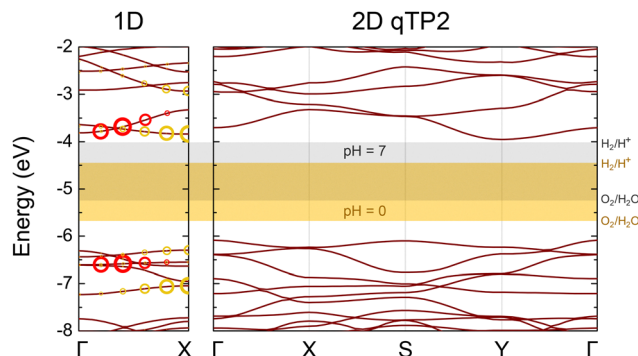 1D 2D qTP2
-2
-3
-4
-5
-6
-7
-8
Energy (eV)
pH = 7
pH = 0
H₂/H⁺
H₂/H⁺
O₂/H₂O
O₂/H₂O
Γ X Γ X S Y Γ